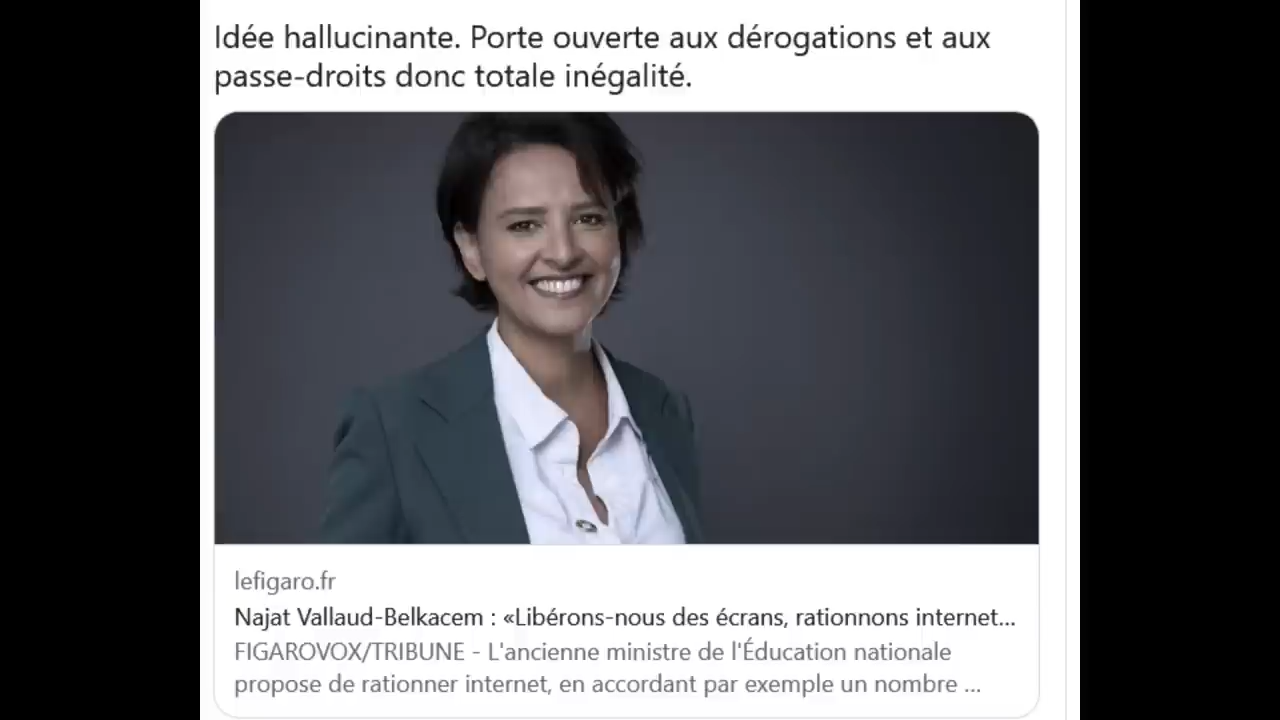 Idée hallucinante. Porte ouverte aux dérogations et aux
passe-droits donc totale inégalité.
lefigaro.fr
Najat Vallaud-Belkacem : «Libérons-nous des écrans, rationnons internet...
FIGAROVOX/TRIBUNE - L'ancienne ministre de l'Éducation nationale
propose de rationner internet, en accordant par exemple un nombre ...